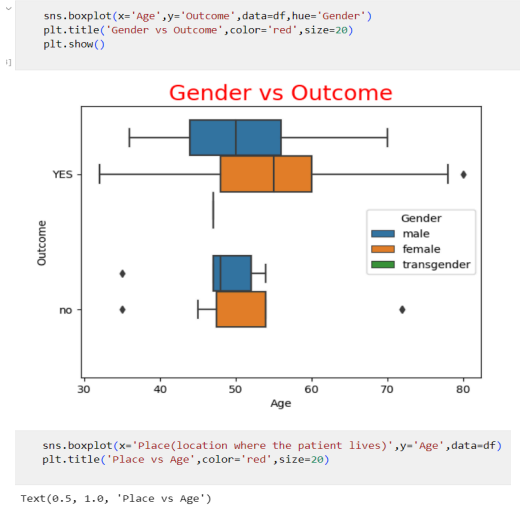 sns.boxplot(x='Age',y='Outcome',data=df,hue='Gender')
plt.title('Gender vs Outcome',color='red',size=20)
plt.show()
Gender vs Outcome
YES
no
Outcome
Gender
male
female
transgender
30 40 50 60 70 80
Age
sns.boxplot(x='Place(location where the patient lives)',y='Age',data=df)
plt.title('Place vs Age',color='red',size=20)
Text(0.5, 1.0, 'Place vs Age')